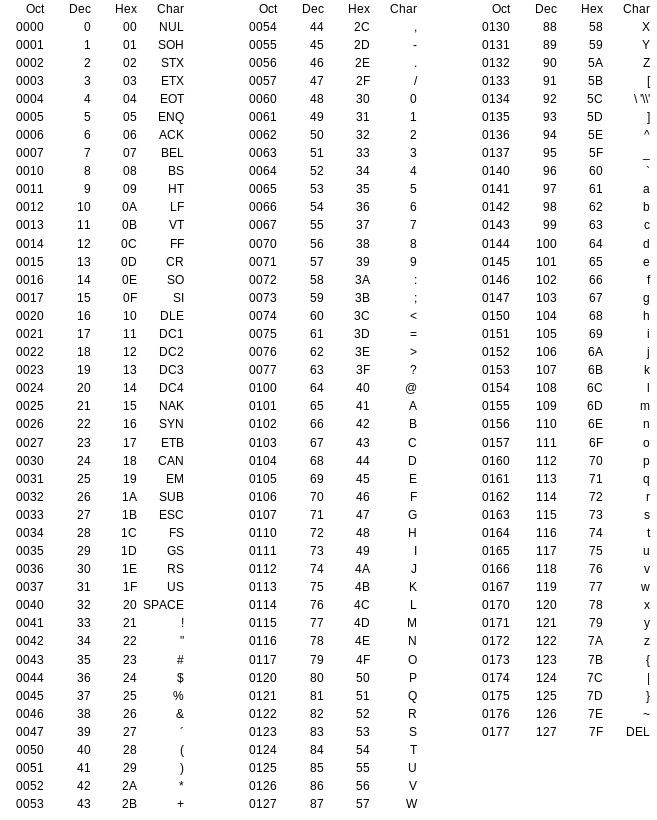 Oct Dec Hex Char Oct Dec Hex Char Oct Dec Hex Char
0000 0 00 NUL 0054 44 2C , 0130 88 58 X
0001 1 01 SOH 0055 45 2D - 0131 89 59 Y
0002 2 02 STX 0056 46 2E . 0132 90 5A Z
0003 3 03 ETX 0057 47 2F / 0133 91 5B [
0004 4 04 EOT 0060 48 30 0 0134 92 5C \ '\\'
0005 5 05 ENQ 0061 49 31 1 0135 93 5D ]
0006 6 06 ACK 0062 50 32 2 0136 94 5E ^
0007 7 07 BEL 0063 51 33 3 0137 95 5F _
0010 8 08 BS 0064 52 34 4 0140 96 60 `
0011 9 09 HT 0065 53 35 5 0141 97 61 a
0012 10 0A LF 0066 54 36 6 0142 98 62 b
0013 11 0B VT 0067 55 37 7 0143 99 63 c
0014 12 0C FF 0070 56 38 8 0144 100 64 d
0015 13 0D CR 0071 57 39 9 0145 101 65 e
0016 14 0E SO 0072 58 3A : 0146 102 66 f
0017 15 0F SI 0073 59 3B ; 0147 103 67 g
0020 16 10 DLE 0074 60 3C < 0150 104 68 h
0021 17 11 DC1 0075 61 3D = 0151 105 69 i
0022 18 12 DC2 0076 62 3E > 0152 106 6A j
0023 19 13 DC3 0077 63 3F ? 0153 107 6B k
0024 20 14 DC4 0100 64 40 @ 0154 108 6C l
0025 21 15 NAK 0101 65 41 A 0155 109 6D m
0026 22 16 SYN 0102 66 42 B 0156 110 6E n
0027 23 17 ETB 0103 67 43 C 0157 111 6F o
0030 24 18 CAN 0104 68 44 D 0160 112 70 p
0031 25 19 EM 0105 69 45 E 0161 113 71 q
0032 26 1A SUB 0106 70 46 F 0162 114 72 r
0033 27 1B ESC 0107 71 47 G 0163 115 73 s
0034 28 1C FS 0110 72 48 H 0164 116 74 t
0035 29 1D GS 0111 73 49 I 0165 117 75 u
0036 30 1E RS 0112 74 4A J 0166 118 76 v
0037 31 1F US 0113 75 4B K 0167 119 77 w
0040 32 20 SPACE 0114 76 4C L 0170 120 78 x
0041 33 21 ! 0115 77 4D M 0171 121 79 y
0042 34 22 " 0116 78 4E N 0172 122 7A z
0043 35 23 # 0117 79 4F O 0173 123 7B {
0044 36 24 $ 0120 80 50 P 0174 124 7C |
0045 37 25 % 0121 81 51 Q 0175 125 7D }
0046 38 26 & 0122 82 52 R 0176 126 7E ~
0047 39 27 ´ 0123 83 53 S 0177 127 7F DEL
0050 40 28 ( 0124 84 54 T
0051 41 29 ) 0125 85 55 U
0052 42 2A * 0126 86 56 V
0053 43 2B + 0127 87 57 W